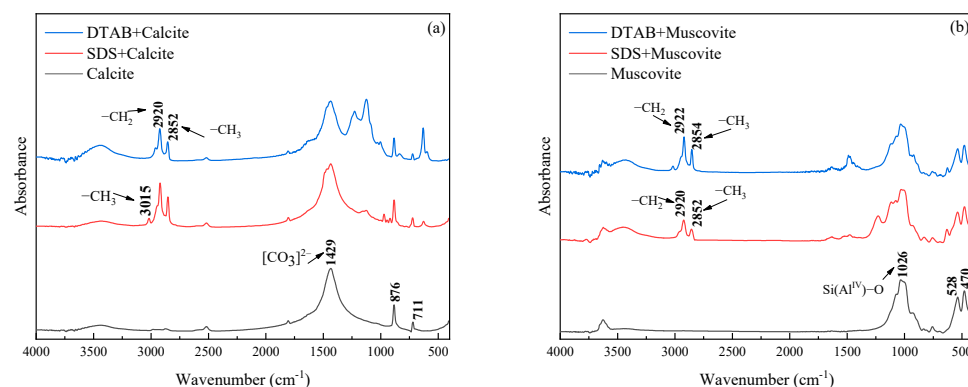 (a)
DTAB+Calcite
SDS+Calcite
Calcite
−CH₂
2920
2852
−CH₃
−CH₃
3015
[CO₃]²⁻
1429
876
711
Absorbance
4000 3500 3000 2500 2000 1500 1000 500
Wavenumber (cm⁻¹)
(b)
DTAB+Muscovite
SDS+Muscovite
Muscovite
−CH₂
2922
2854
−CH₃
−CH₂
2920
2852
−CH₃
Si(Alᴵⱽ)−O
1026
528
470
Absorbance
4000 3500 3000 2500 2000 1500 1000 500
Wavenumber (cm⁻¹)